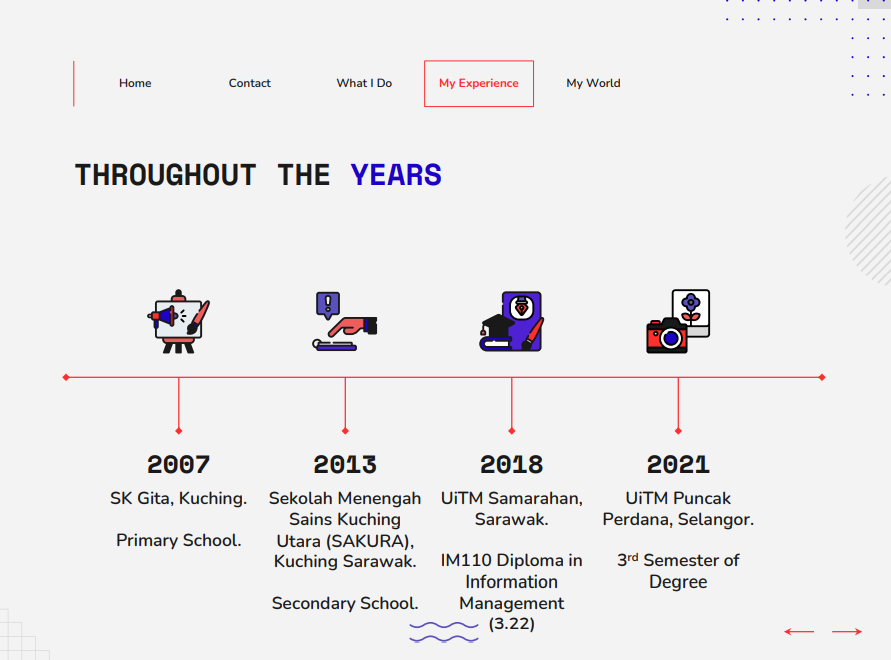 Home
Contact
What I Do
My Experience
My World
THROUGHOUT THE YEARS
2007
SK Gita, Kuching.
Primary School.
2013
Sekolah Menengah
Sains Kuching
Utara (SAKURA),
Kuching Sarawak.
Secondary School.
2018
UiTM Samarahan,
Sarawak.
IM110 Diploma in
Information
Management
(3.22)
2021
UiTM Puncak
Perdana, Selangor.
3rd Semester of
Degree